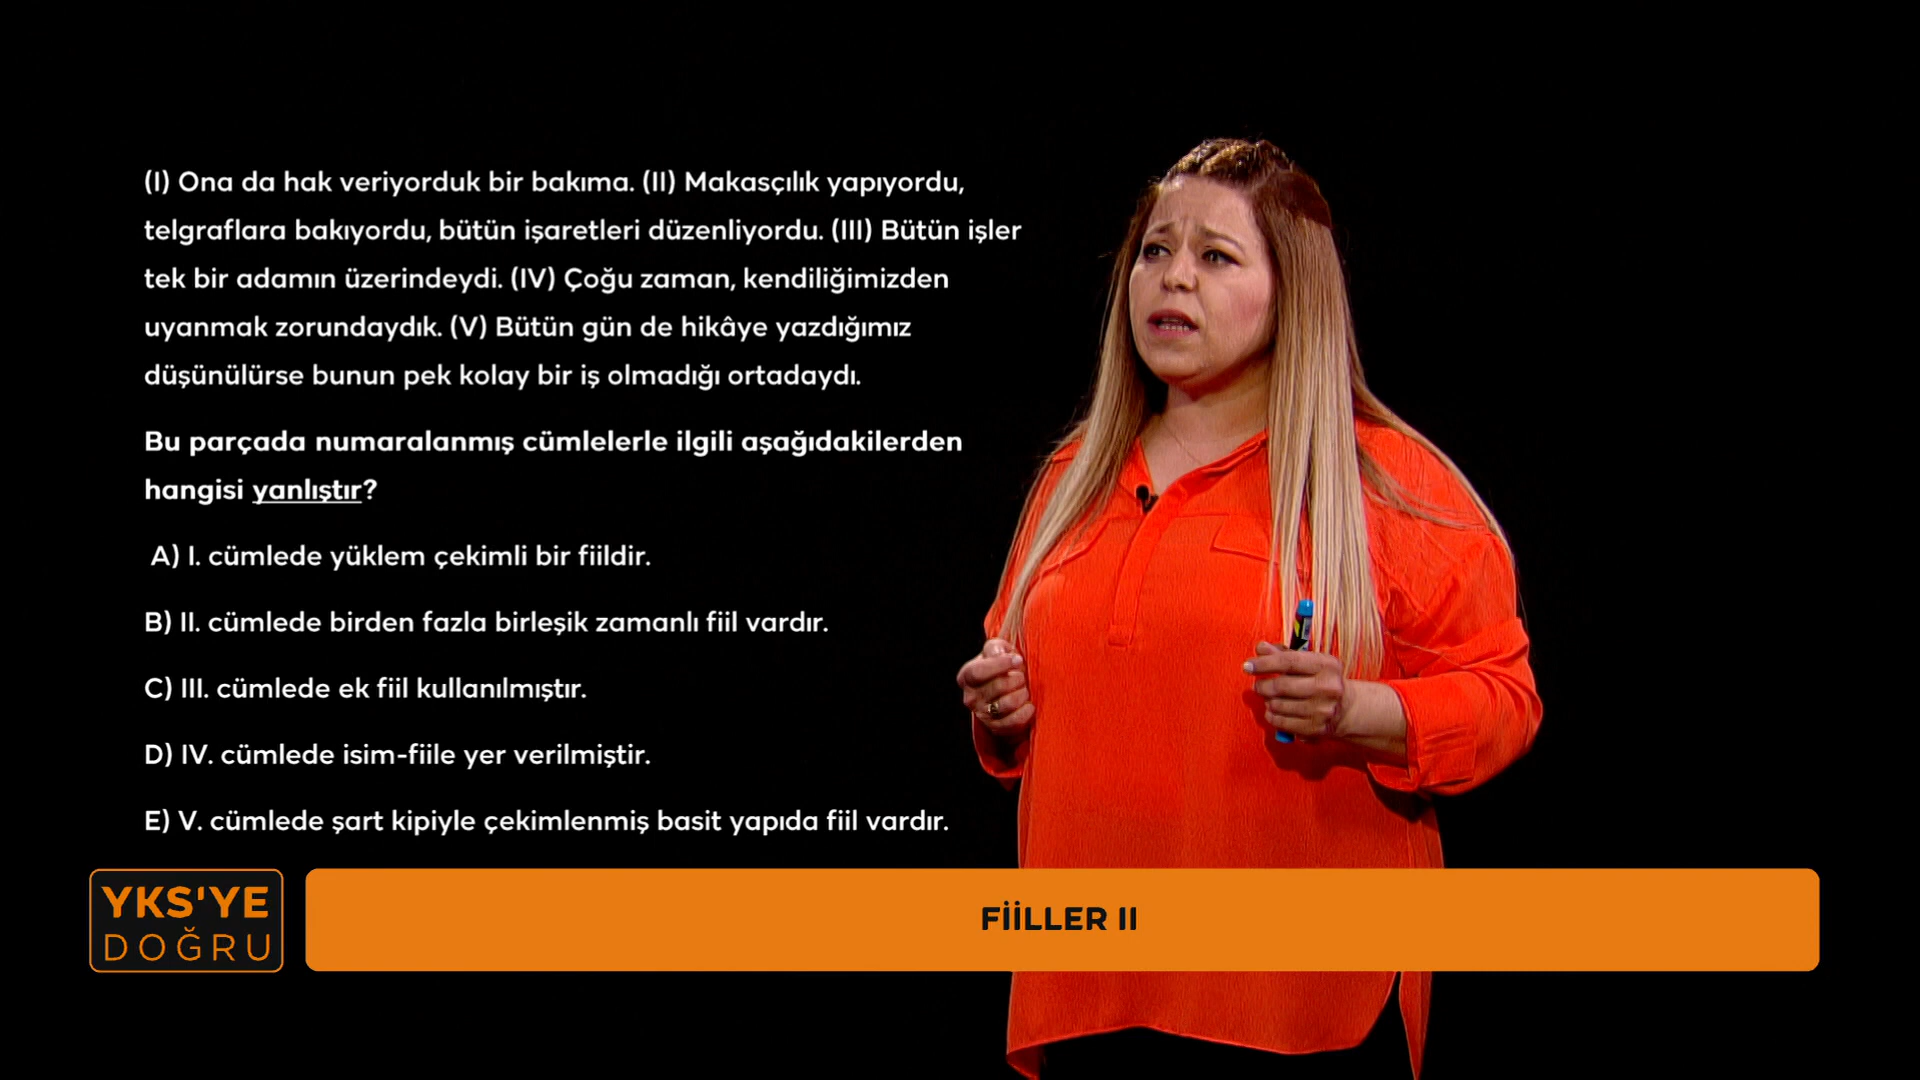 (I) Ona da hak veriyorduk bir bakıma. (II) Makasçılık yapıyordu,
telgraflara bakıyordu, bütün işaretleri düzenliyordu. (III) Bütün işler
tek bir adamın üzerindeydi. (IV) Çoğu zaman, kendiliğimizden
uyanmak zorundaydık. (V) Bütün gün de hikâye yazdığımız
düşünülürse bunun pek kolay bir iş olmadığı ortadaydı.
Bu parçada numaralanmış cümlelerle ilgili aşağıdakilerden
hangisi yanlıştır?
A) I. cümlede yüklem çekimli bir fiildir.
B) II. cümlede birden fazla birleşik zamanlı fiil vardır.
C) III. cümlede ek fiil kullanılmıştır.
D) IV. cümlede isim-fiile yer verilmiştir.
E) V. cümlede şart kipiyle çekimlenmiş basit yapıda fiil vardır.
YKS'YE
DOĞRU
FİİLLER II